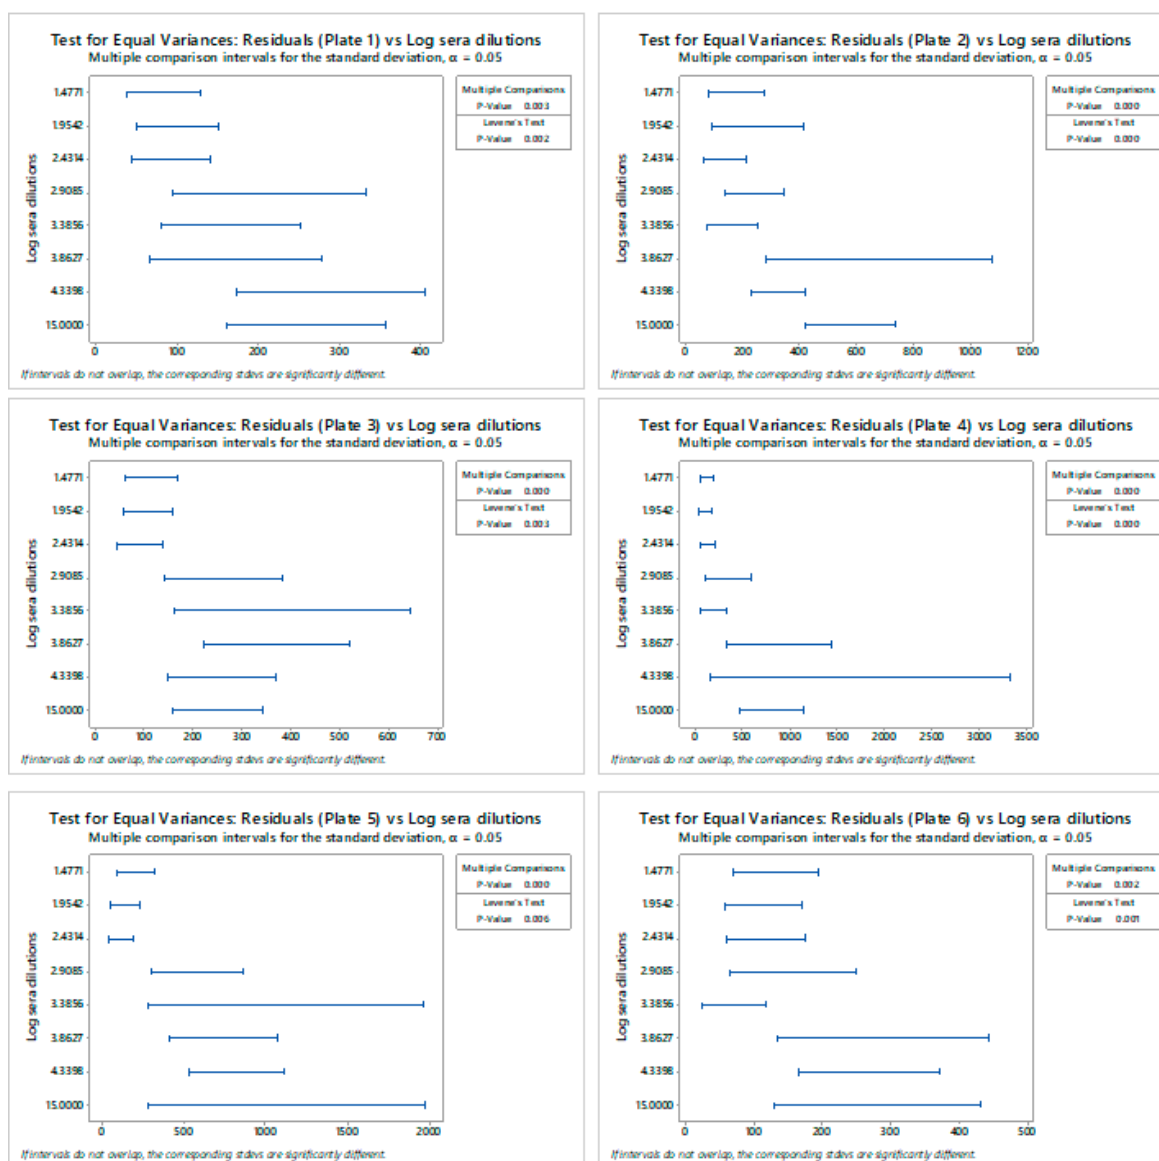 Test for Equal Variances: Residuals (Plate 1) vs Log sera dilutions
Multiple comparison intervals for the standard deviation, α = 0.05
Multiple Comparisons
P-Value 0.003
Levene's Test
P-Value 0.002
Log sera dilutions
1.4771
1.9542
2.4314
2.9085
3.3856
3.8627
4.3398
15.0000
0 100 200 300 400
If intervals do not overlap, the corresponding stdevs are significantly different.
Test for Equal Variances: Residuals (Plate 2) vs Log sera dilutions
Multiple comparison intervals for the standard deviation, α = 0.05
Multiple Comparisons
P-Value 0.000
Levene's Test
P-Value 0.000
Log sera dilutions
1.4771
1.9542
2.4314
2.9085
3.3856
3.8627
4.3398
15.0000
0 200 400 600 800 1000 1200
If intervals do not overlap, the corresponding stdevs are significantly different.
Test for Equal Variances: Residuals (Plate 3) vs Log sera dilutions
Multiple comparison intervals for the standard deviation, α = 0.05
Multiple Comparisons
P-Value 0.000
Levene's Test
P-Value 0.003
Log sera dilutions
1.4771
1.9542
2.4314
2.9085
3.3856
3.8627
4.3398
15.0000
0 100 200 300 400 500 600 700
If intervals do not overlap, the corresponding stdevs are significantly different.
Test for Equal Variances: Residuals (Plate 4) vs Log sera dilutions
Multiple comparison intervals for the standard deviation, α = 0.05
Multiple Comparisons
P-Value 0.000
Levene's Test
P-Value 0.000
Log sera dilutions
1.4771
1.9542
2.4314
2.9085
3.3856
3.8627
4.3398
15.0000
0 500 1000 1500 2000 2500 3000 3500
If intervals do not overlap, the corresponding stdevs are significantly different.
Test for Equal Variances: Residuals (Plate 5) vs Log sera dilutions
Multiple comparison intervals for the standard deviation, α = 0.05
Multiple Comparisons
P-Value 0.000
Levene's Test
P-Value 0.006
Log sera dilutions
1.4771
1.9542
2.4314
2.9085
3.3856
3.8627
4.3398
15.0000
0 500 1000 1500 2000
If intervals do not overlap, the corresponding stdevs are significantly different.
Test for Equal Variances: Residuals (Plate 6) vs Log sera dilutions
Multiple comparison intervals for the standard deviation, α = 0.05
Multiple Comparisons
P-Value 0.002
Levene's Test
P-Value 0.001
Log sera dilutions
1.4771
1.9542
2.4314
2.9085
3.3856
3.8627
4.3398
15.0000
0 100 200 300 400 500
If intervals do not overlap, the corresponding stdevs are significantly different.